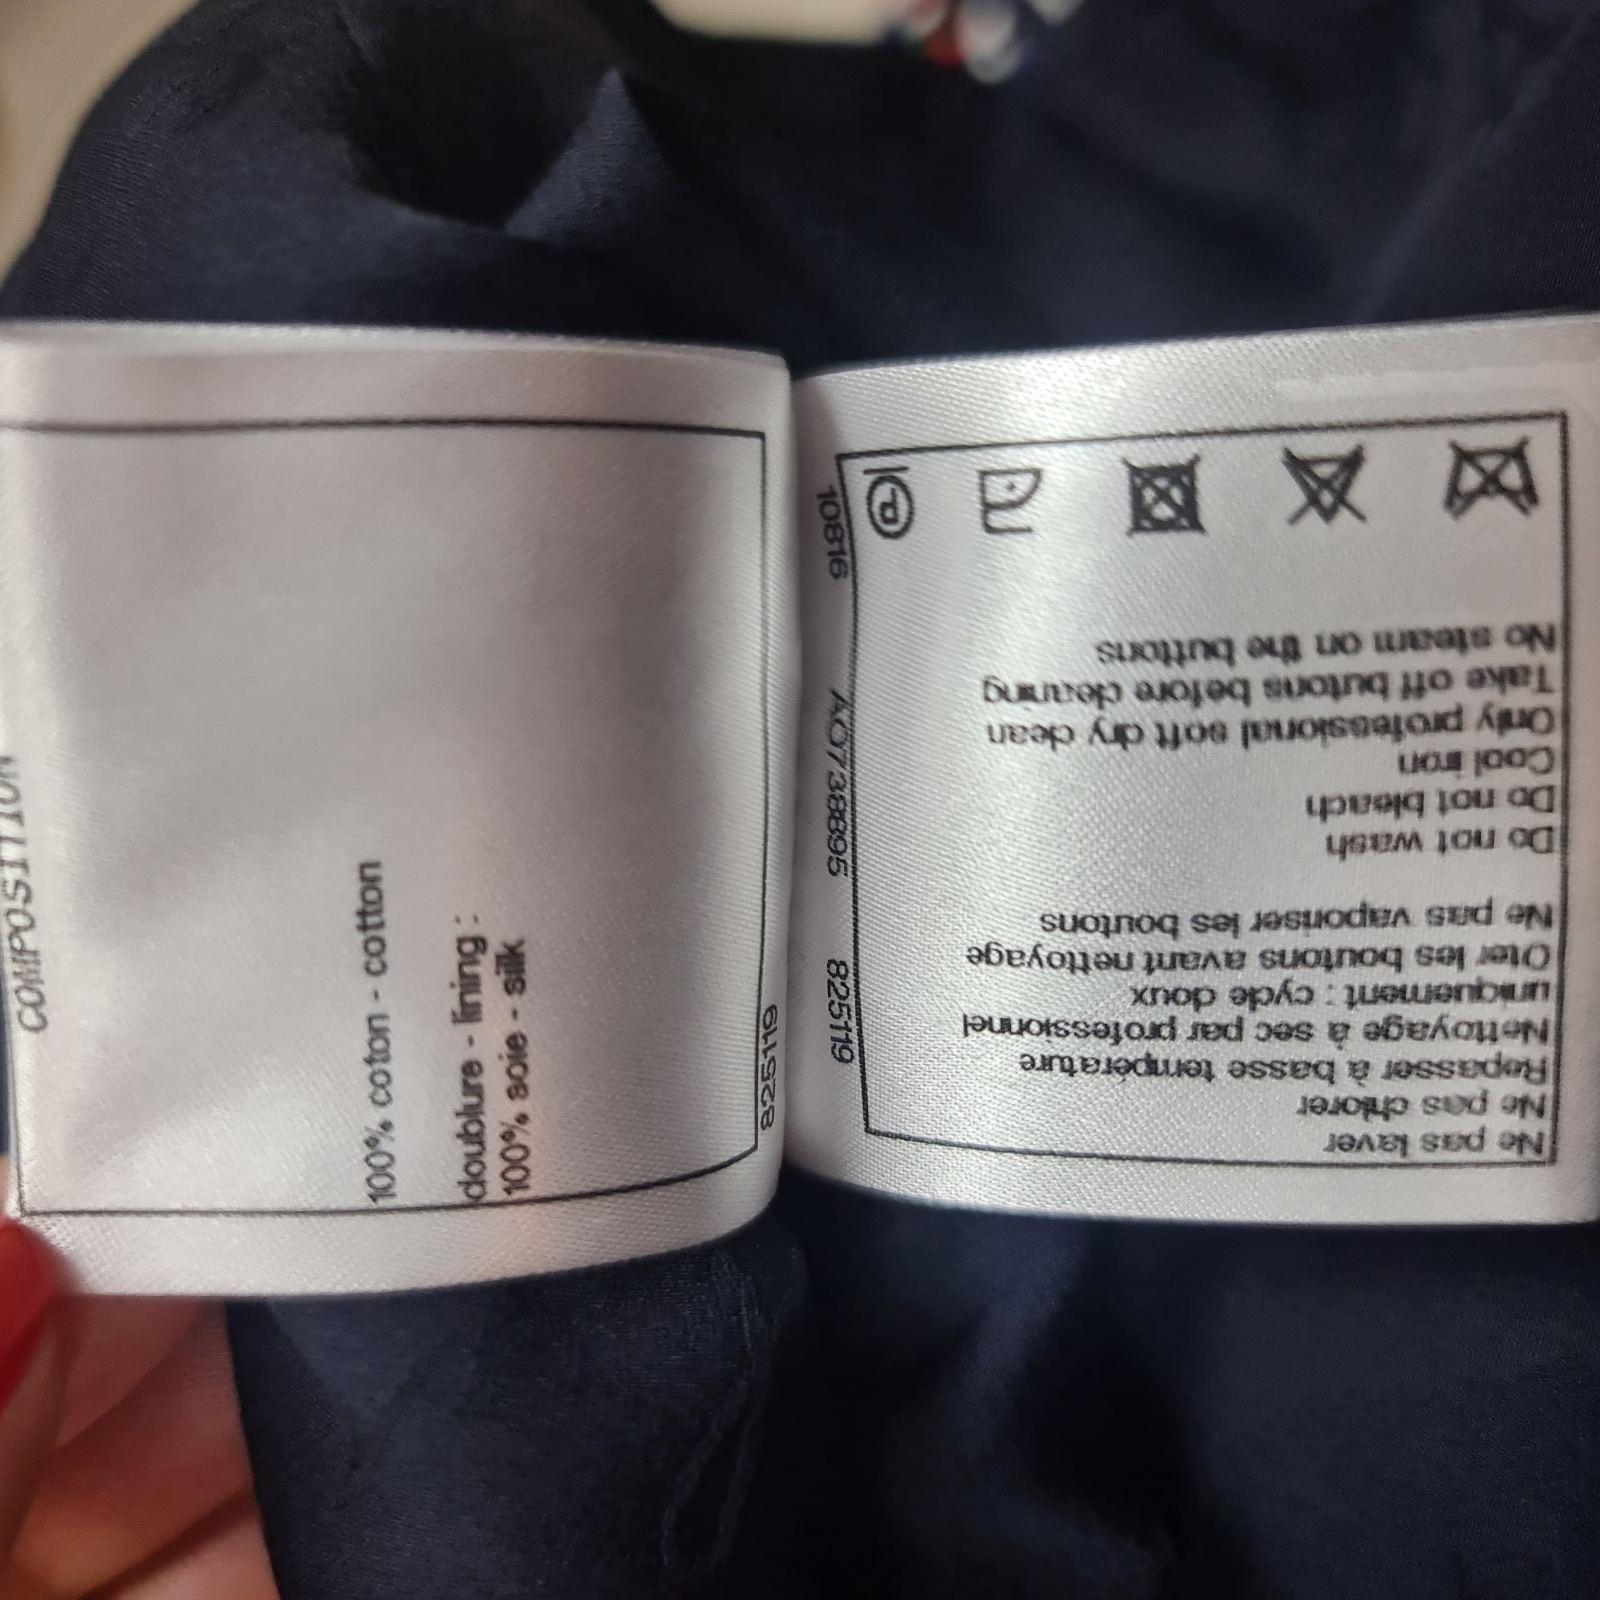 COMPOSITION
100% coton - cotton
doublure - lining :
100% soie - silk
825119
Ne pas laver
Ne pas chlorer
Repasser à basse température
Nettoyage à sec par professionnel
uniquement : cycle doux
Oter les boutons avant nettoyage
Ne pas vaporiser les boutons
Do not wash
Do not bleach
Cool iron
Only professional soft dry clean
Take off buttons before cleaning
No steam on the buttons
P
825119 A0738895 10816